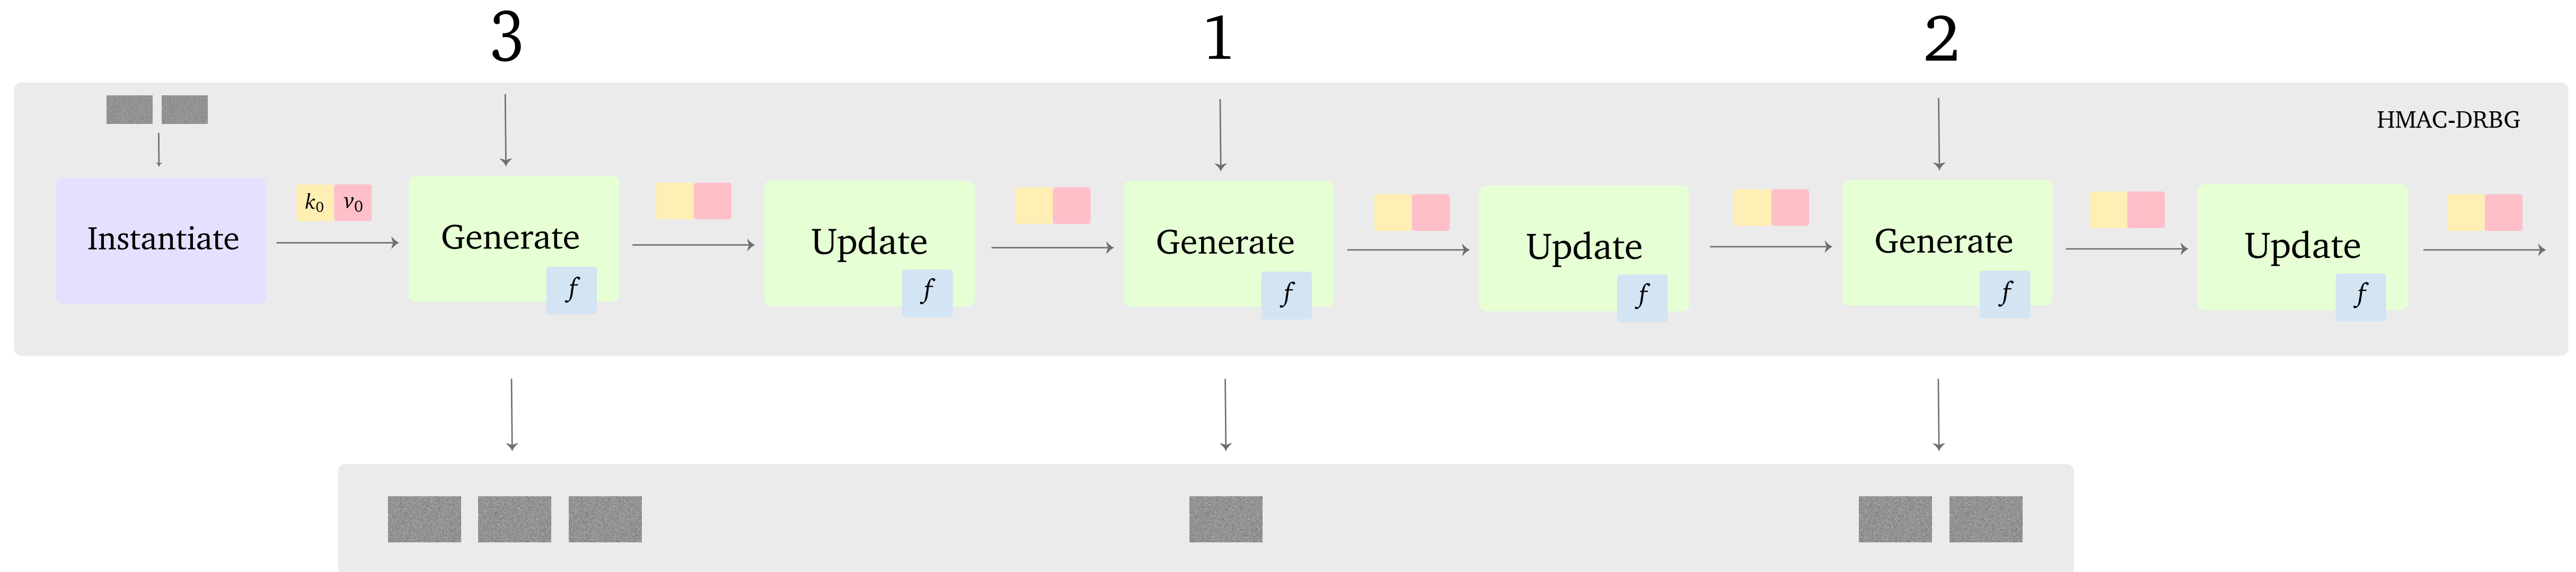 3 1 2
HMAC-DRBG
k₀ v₀
Instantiate Generate Update Generate Update Generate Update
f f f f f f